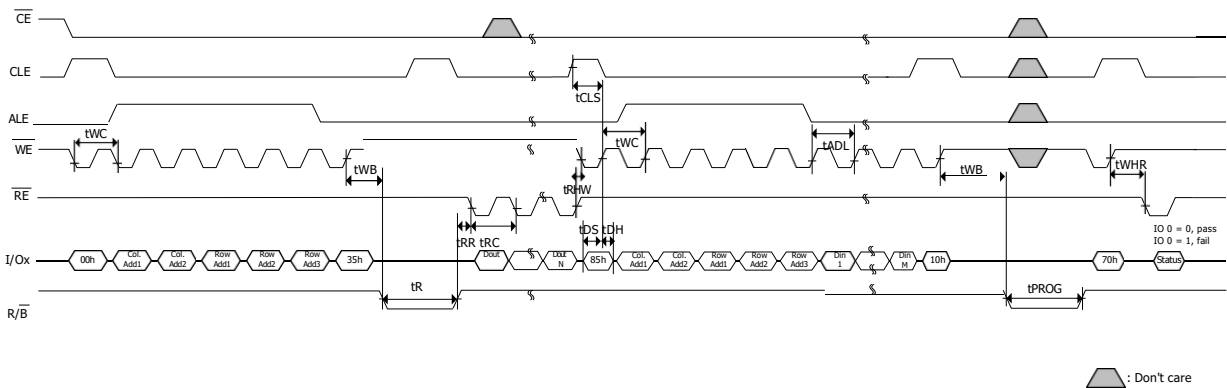 CE
CLE
tCLS
ALE
tWC
tWC
tADL
WE
tWB
tWB
tWHR
tRHW
RE
tRR
tRC
tDS
tDH
IO 0 = 0, pass
IO 0 = 1, fail
I/Ox
00h
Col. Add1
Col. Add2
Row Add1
Row Add2
Row Add3
35h
Dout
Dout N
85h
Col. Add1
Col. Add2
Row Add1
Row Add2
Row Add3
Din 1
Din M
10h
70h
Status
tR
tPROG
R/B
: Don't care